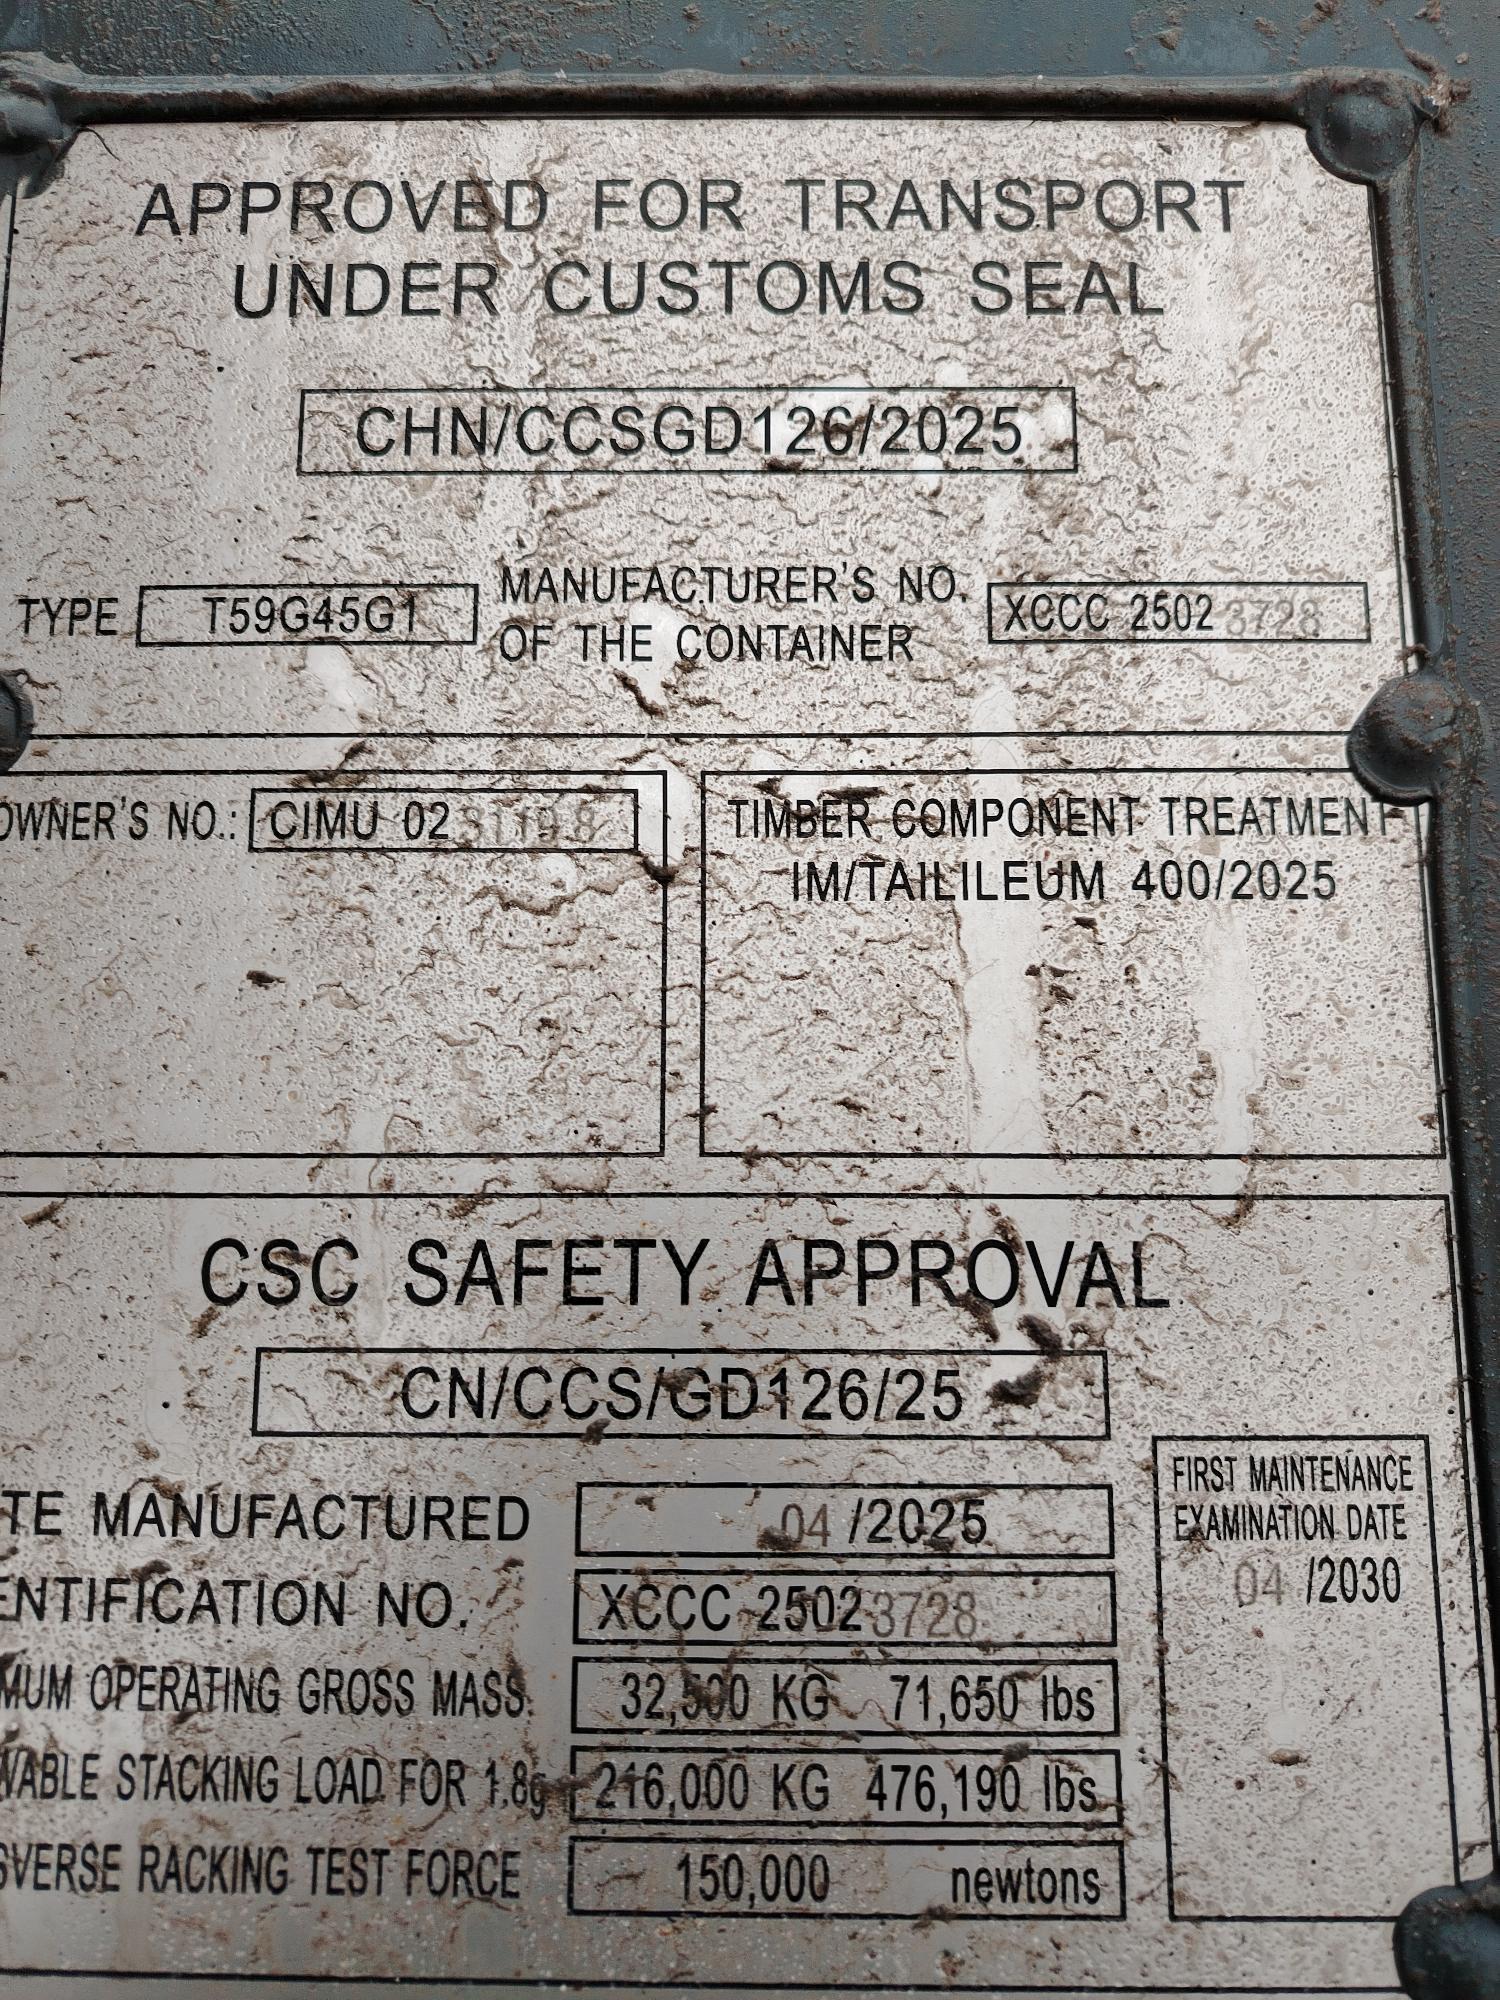 APPROVED FOR TRANSPORT
UNDER CUSTOMS SEAL
CHN/CCSGD126/2025
TYPE T59G45G1 MANUFACTURER'S NO. OF THE CONTAINER XCCC 25023728
OWNER'S NO.: CIMU 02
TIMBER COMPONENT TREATMENT
IM/TAILILEUM 400/2025
CSC SAFETY APPROVAL
CN/CCS/GD126/25
TE MANUFACTURED 04/2025
ENTIFICATION NO. XCCC 25023728
MUM OPERATING GROSS MASS 32,500 KG 71,650 lbs
WABLE STACKING LOAD FOR 1.8g 216,000 KG 476,190 lbs
SVERSE RACKING TEST FORCE 150,000 newtons
FIRST MAINTENANCE
EXAMINATION DATE
04 /2030